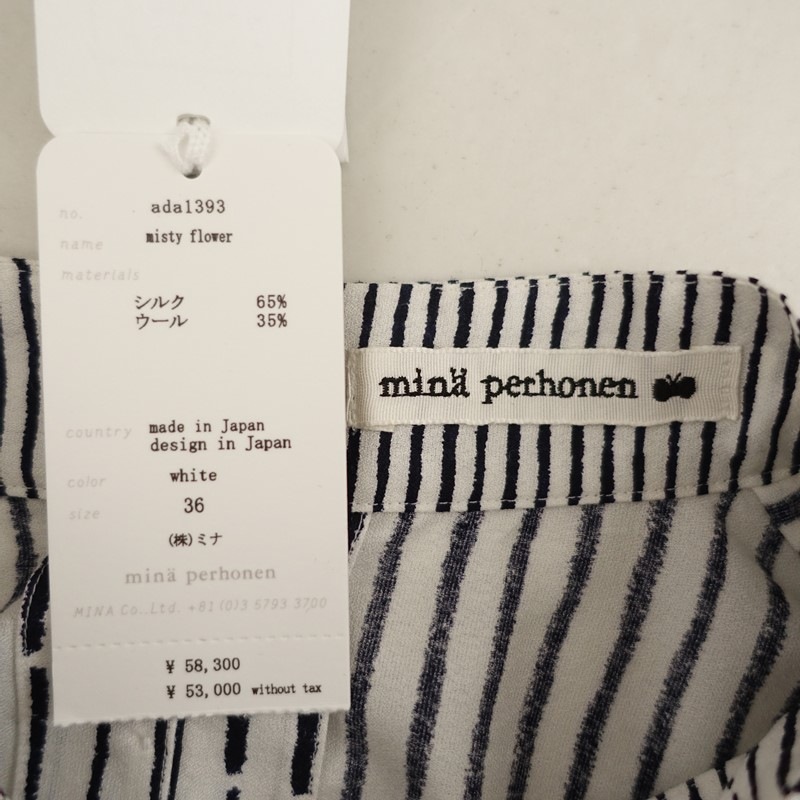 no. ada1393
name misty flower
materials
シルク 65%
ウール 35%
country made in Japan
design in Japan
color white
size 36
(株)ミナ
minä perhonen
MINA Co., Ltd. +81 (0)3 5793 3700
¥ 58,300
¥ 53,000 without tax
minä perhonen